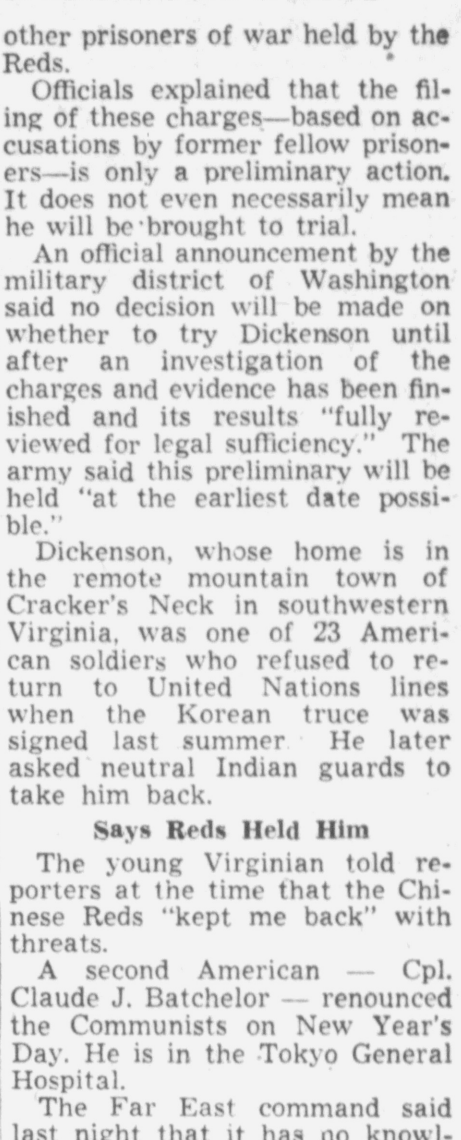 other prisoners of war held by the
Reds.
Officials explained that the fil-
ing of these charges—based on ac-
cusations by former fellow prison-
ers—is only a preliminary action.
It does not even necessarily mean
he will be brought to trial.
An official announcement by the
military district of Washington
said no decision will be made on
whether to try Dickenson until
after an investigation of the
charges and evidence has been fin-
ished and its results "fully re-
viewed for legal sufficiency." The
army said this preliminary will be
held "at the earliest date possi-
ble."
Dickenson, whose home is in
the remote mountain town of
Cracker's Neck in southwestern
Virginia, was one of 23 Ameri-
can soldiers who refused to re-
turn to United Nations lines
when the Korean truce was
signed last summer. He later
asked neutral Indian guards to
take him back.
Says Reds Held Him
The young Virginian told re-
porters at the time that the Chi-
nese Reds "kept me back" with
threats.
A second American — Cpl.
Claude J. Batchelor — renounced
the Communists on New Year's
Day. He is in the Tokyo General
Hospital.
The Far East command said
last night that it has no knowl-